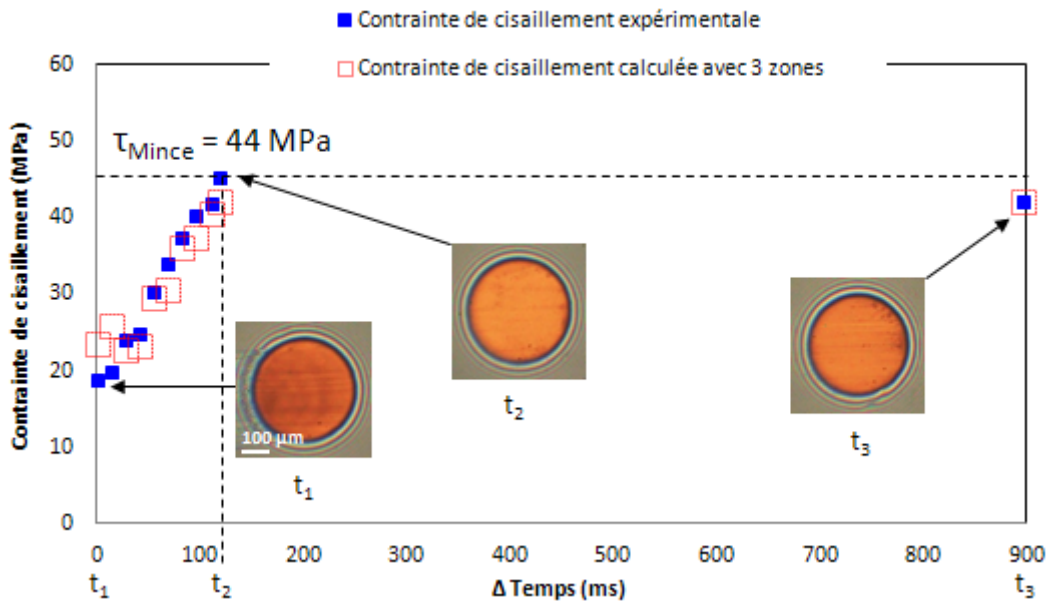 Contrainte de cisaillement expérimentale
Contrainte de cisaillement calculée avec 3 zones
Contrainte de cisaillement (MPa)
60
50
40
30
20
10
0
τMince = 44 MPa
100 µm
t1
t2
t3
0 100 200 300 400 500 600 700 800 900
t1 t2 Δ Temps (ms) t3